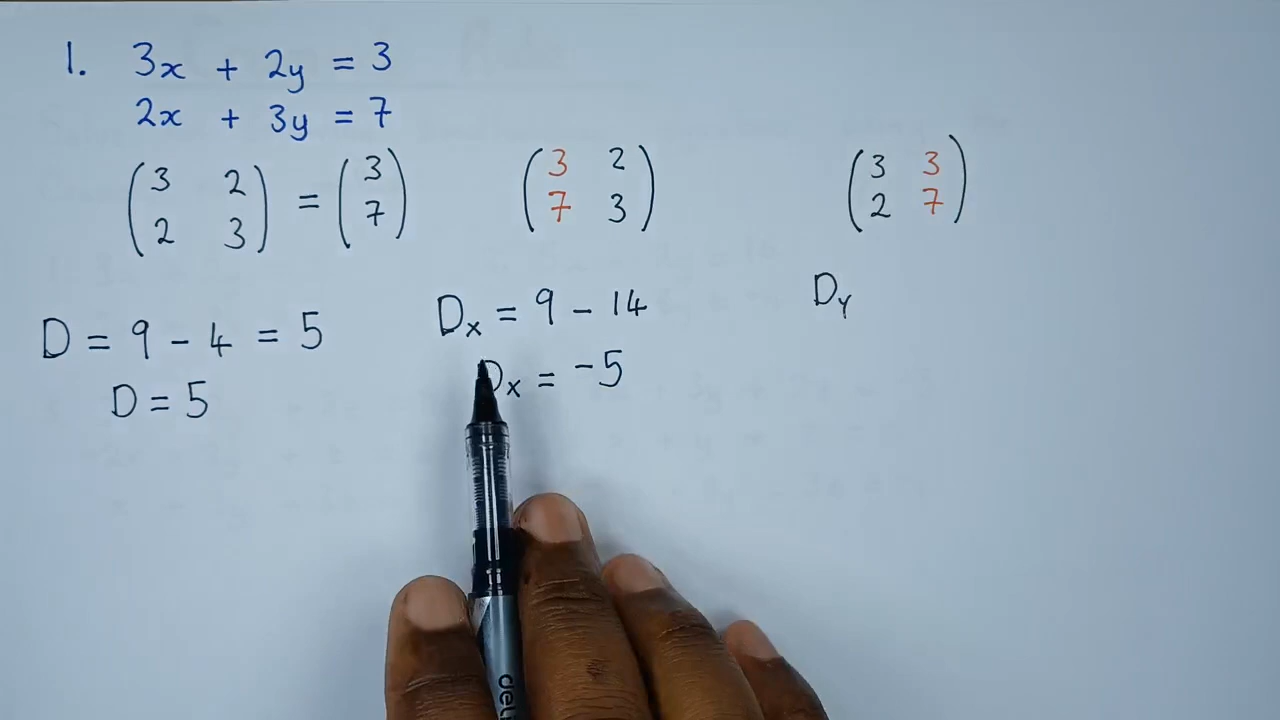 1. 3x + 2y = 3
2x + 3y = 7
(3 2 = (3
2 3) 7)
(3 2
7 3)
(3 3
2 7)
D = 9 - 4 = 5
D = 5
Dx = 9 - 14
Dx = -5
Dy